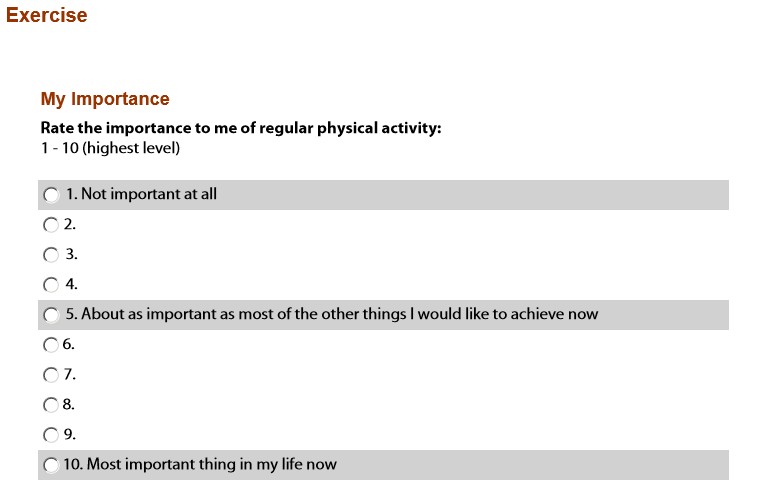 Exercise
My Importance
Rate the importance to me of regular physical activity:
1 - 10 (highest level)
1. Not important at all
2.
3.
4.
5. About as important as most of the other things I would like to achieve now
6.
7.
8.
9.
10. Most important thing in my life now